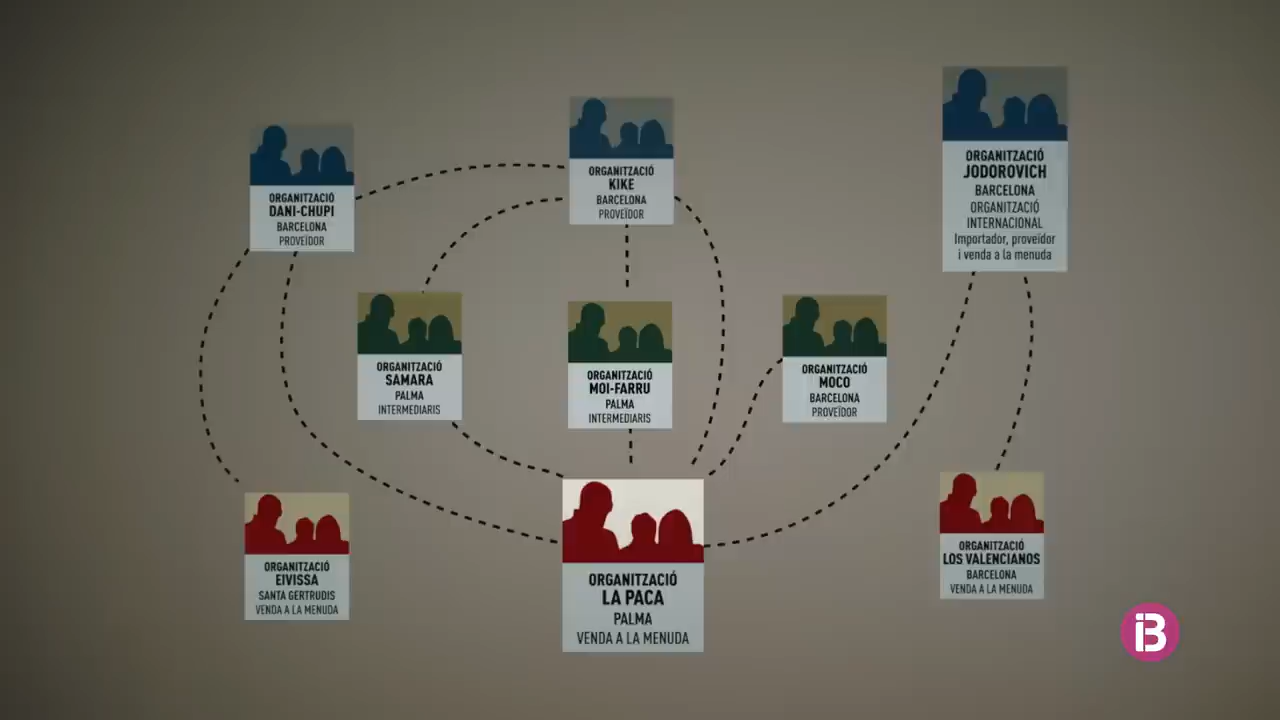 ORGANITZACIÓ
DANI-CHUPI
BARCELONA
PROVEÏDOR
ORGANITZACIÓ
KIKE
BARCELONA
PROVEÏDOR
ORGANITZACIÓ
JODOROVICH
BARCELONA
ORGANITZACIÓ
INTERNACIONAL
Importador, proveïdor
i venda a la menuda
ORGANITZACIÓ
SAMARA
PALMA
INTERMEDIARIS
ORGANITZACIÓ
MOI-FARRU
PALMA
INTERMEDIARIS
ORGANITZACIÓ
MOCO
BARCELONA
PROVEÏDOR
ORGANITZACIÓ
EIVISSA
SANTA GERTRUDIS
VENDA A LA MENUDA
ORGANITZACIÓ
LA PACA
PALMA
VENDA A LA MENUDA
ORGANITZACIÓ
LOS VALENCIANOS
BARCELONA
VENDA A LA MENUDA
IB